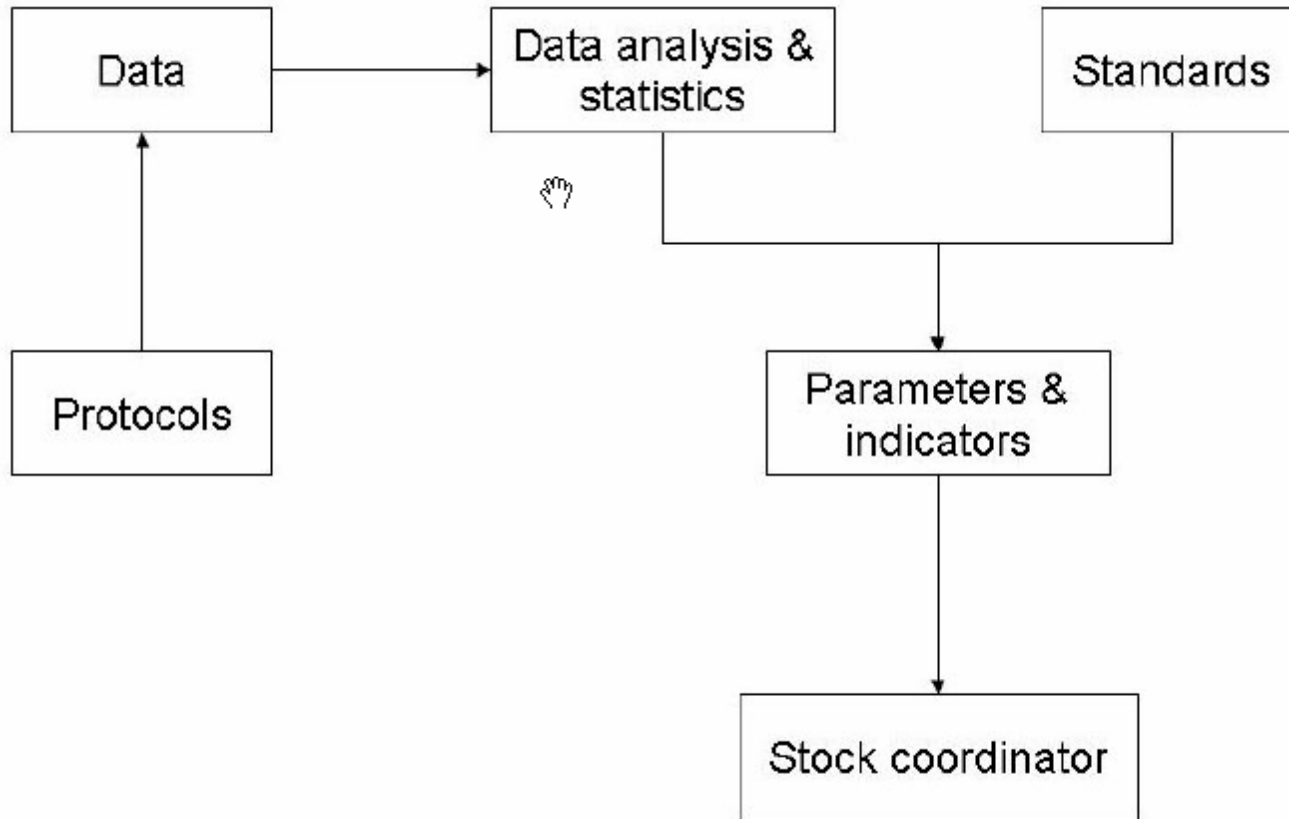 Data
Data analysis &
statistics
Standards
Protocols
Parameters &
indicators
Stock coordinator